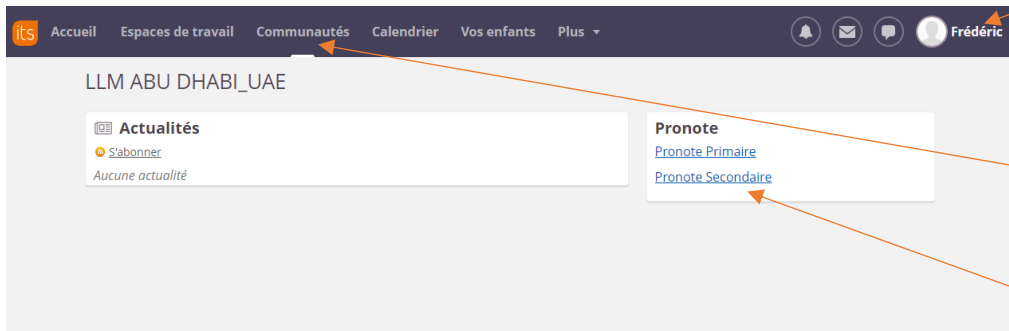 its Accueil Espaces de travail Communautés Calendrier Vos enfants Plus Frédéric
LLM ABU DHABI_UAE
Actualités
S'abonner
Aucune actualité
Pronote
Pronote Primaire
Pronote Secondaire